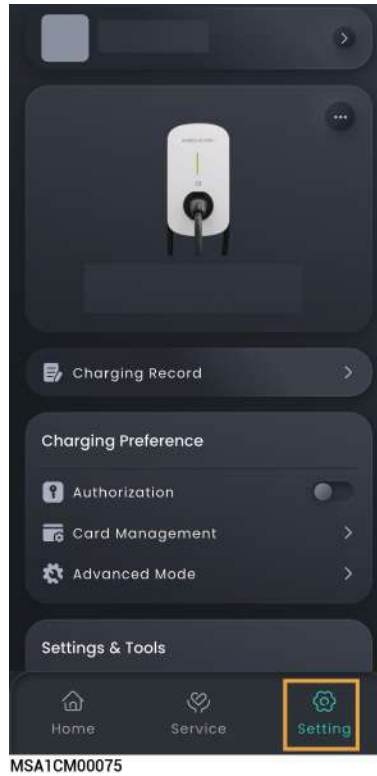 Charging Record
Charging Preference
Authorization
Card Management
Advanced Mode
Settings & Tools
Home Service Setting
MSA1CM00075